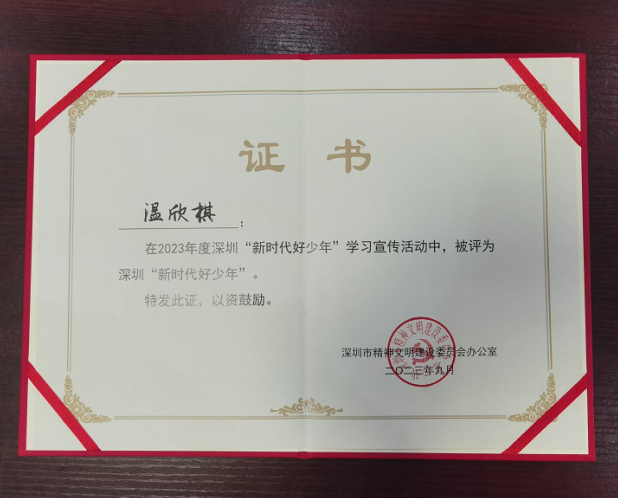 证 书
温欣棋：
在2023年度深圳“新时代好少年”学习宣传活动中，被评为
深圳“新时代好少年”。
特发此证，以资鼓励。
深圳市精神文明建设委员会办公室
二〇二三年九月